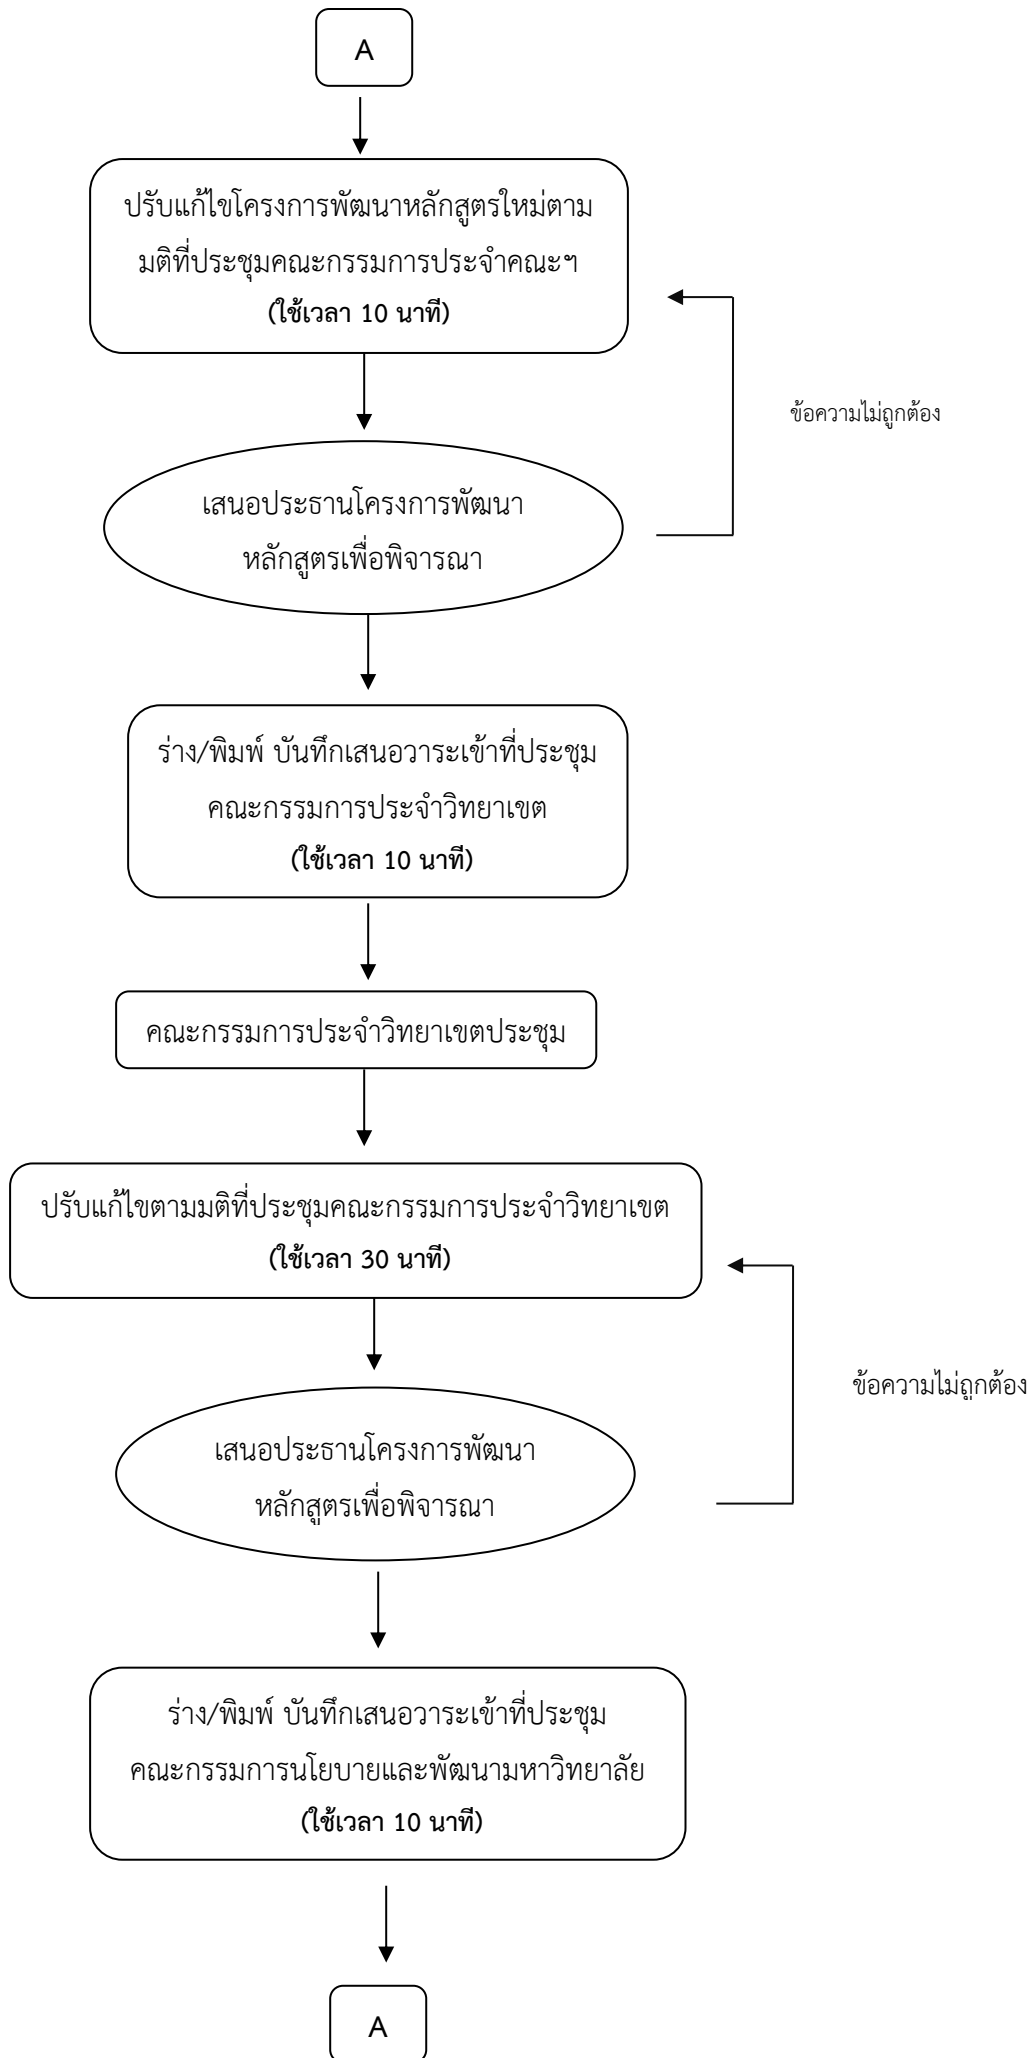 A
ปรับแก้ไขโครงการพัฒนาหลักสูตรใหม่ตาม
มติที่ประชุมคณะกรรมการประจำคณะฯ
(ใช้เวลา 10 นาที)
ข้อความไม่ถูกต้อง
เสนอประธานโครงการพัฒนา
หลักสูตรเพื่อพิจารณา
ร่าง/พิมพ์ บันทึกเสนอวาระเข้าที่ประชุม
คณะกรรมการประจำวิทยาเขต
(ใช้เวลา 10 นาที)
คณะกรรมการประจำวิทยาเขตประชุม
ปรับแก้ไขตามมติที่ประชุมคณะกรรมการประจำวิทยาเขต
(ใช้เวลา 30 นาที)
ข้อความไม่ถูกต้อง
เสนอประธานโครงการพัฒนา
หลักสูตรเพื่อพิจารณา
ร่าง/พิมพ์ บันทึกเสนอวาระเข้าที่ประชุม
คณะกรรมการนโยบายและพัฒนามหาวิทยาลัย
(ใช้เวลา 10 นาที)
A